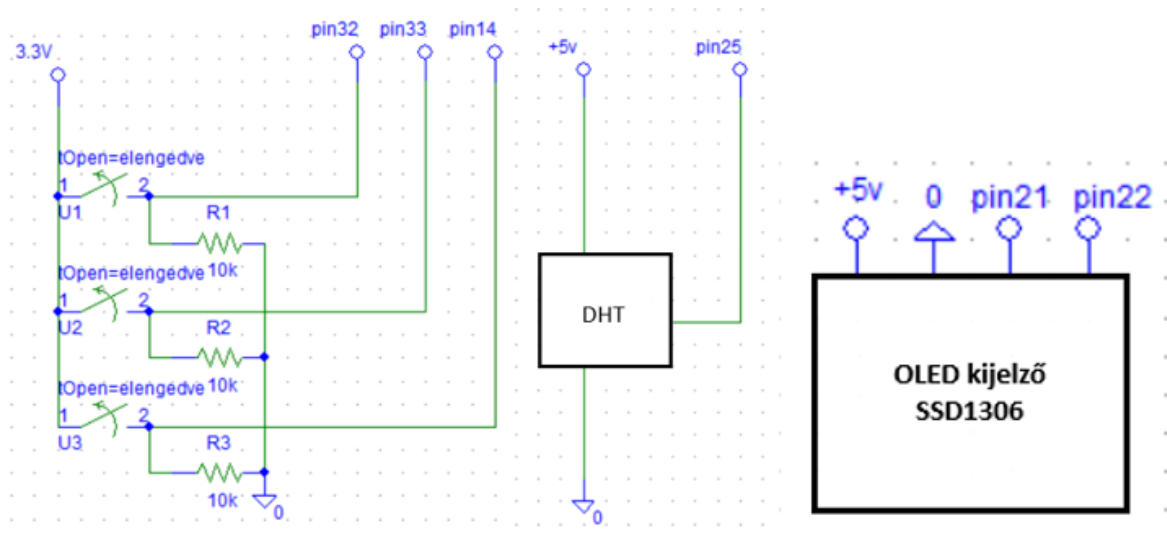 3.3V
pin32 pin33 pin14
tOpen=elengedve
1 2
U1
R1
10k
tOpen=elengedve
1 2
U2
R2
10k
tOpen=elengedve
1 2
U3
R3
10k
0
+5v
pin25
DHT
0
+5v 0 pin21 pin22
OLED kijelző
SSD1306